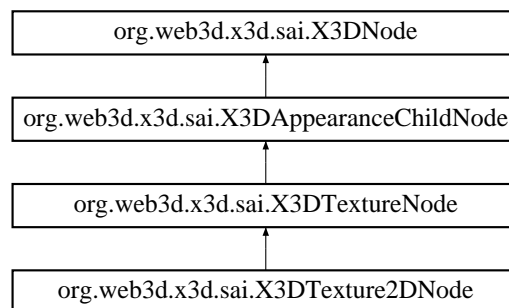 org.web3d.x3d.sai.X3DNode
org.web3d.x3d.sai.X3DAppearanceChildNode
org.web3d.x3d.sai.X3DTextureNode
org.web3d.x3d.sai.X3DTexture2DNode